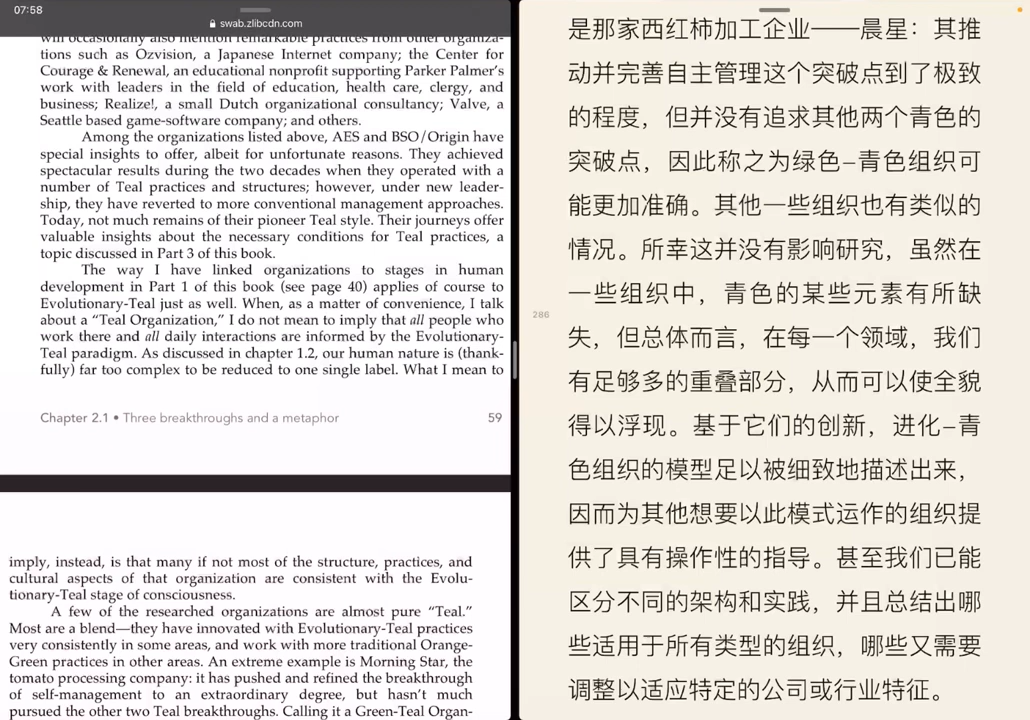 07:58
swab.zlibcdn.com
will occasionally also mention remarkable practices from other organiza-
tions such as Ozvision, a Japanese Internet company; the Center for
Courage & Renewal, an educational nonprofit supporting Parker Palmer's
work with leaders in the field of education, health care, clergy, and
business; Realize!, a small Dutch organizational consultancy; Valve, a
Seattle based game-software company; and others.
Among the organizations listed above, AES and BSO/Origin have
special insights to offer, albeit for unfortunate reasons. They achieved
spectacular results during the two decades when they operated with a
number of Teal practices and structures; however, under new leader-
ship, they have reverted to more conventional management approaches.
Today, not much remains of their pioneer Teal style. Their journeys offer
valuable insights about the necessary conditions for Teal practices, a
topic discussed in Part 3 of this book.
The way I have linked organizations to stages in human
development in Part 1 of this book (see page 40) applies of course to
Evolutionary-Teal just as well. When, as a matter of convenience, I talk
about a “Teal Organization,” I do not mean to imply that all people who
work there and all daily interactions are informed by the Evolutionary-
Teal paradigm. As discussed in chapter 1.2, our human nature is (thank-
fully) far too complex to be reduced to one single label. What I mean to
Chapter 2.1 • Three breakthroughs and a metaphor 59
imply, instead, is that many if not most of the structure, practices, and
cultural aspects of that organization are consistent with the Evolu-
tionary-Teal stage of consciousness.
A few of the researched organizations are almost pure “Teal.”
Most are a blend—they have innovated with Evolutionary-Teal practices
very consistently in some areas, and work with more traditional Orange-
Green practices in other areas. An extreme example is Morning Star, the
tomato processing company: it has pushed and refined the breakthrough
of self-management to an extraordinary degree, but hasn't much
pursued the other two Teal breakthroughs. Calling it a Green-Teal Organ-
是那家西红柿加工企业——晨星：其推
动并完善自主管理这个突破点到了极致
的程度，但并没有追求其他两个青色的
突破点，因此称之为绿色–青色组织可
能更加准确。其他一些组织也有类似的
情况。所幸这并没有影响研究，虽然在
一些组织中，青色的某些元素有所缺
286
失，但总体而言，在每一个领域，我们
有足够多的重叠部分，从而可以使全貌
得以浮现。基于它们的创新，进化–青
色组织的模型足以被细致地描述出来，
因而为其他想要以此模式运作的组织提
供了具有操作性的指导。甚至我们已能
区分不同的架构和实践，并且总结出哪
些适用于所有类型的组织，哪些又需要
调整以适应特定的公司或行业特征。